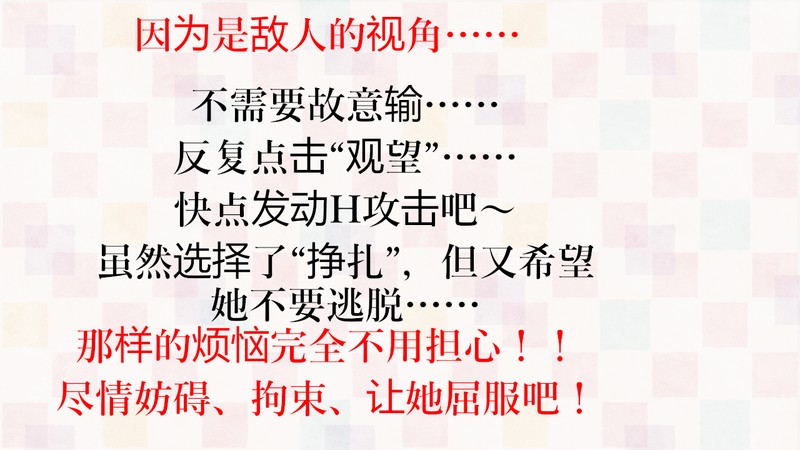 因为是敌人的视角……
不需要故意输……
反复点击“观望”……
快点发动H攻击吧～
虽然选择了“挣扎”，但又希望
她不要逃脱……
那样的烦恼完全不用担心！！
尽情妨碍、拘束、让她屈服吧！